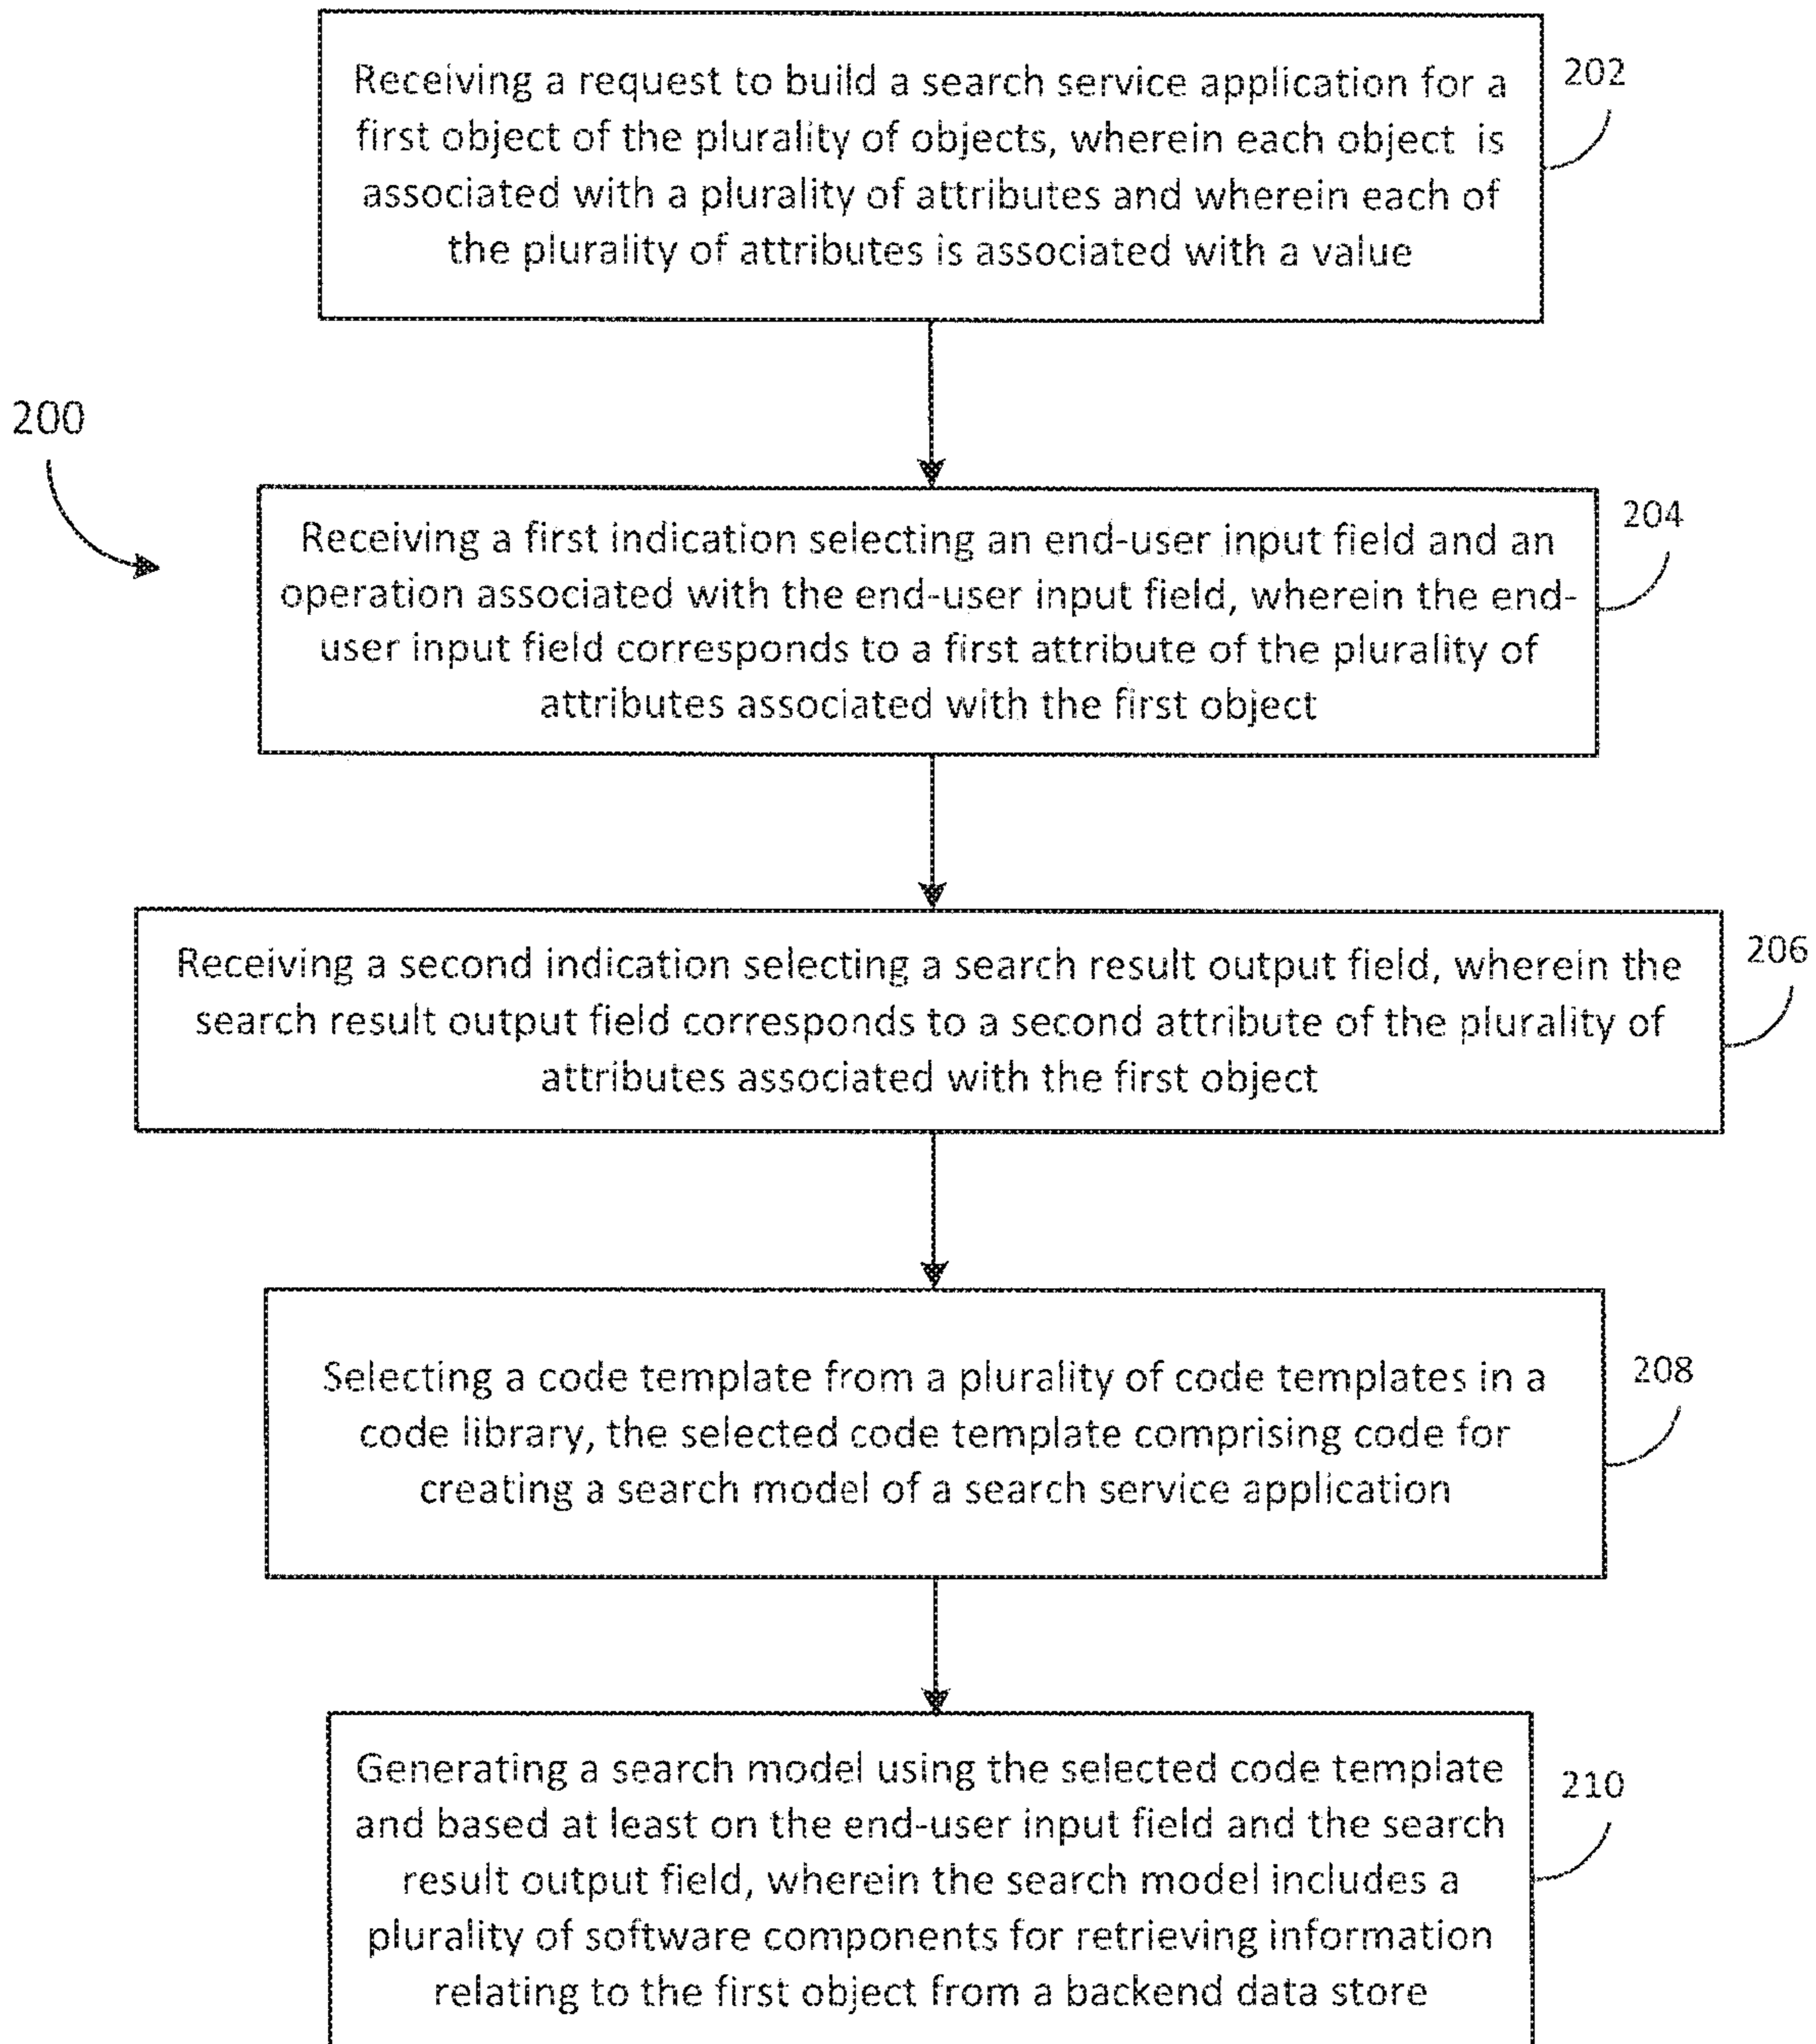 Receiving a request to build a search service application for a
first object of the plurality of objects, wherein each object is
associated with a plurality of attributes and wherein each of
the plurality of attributes is associated with a value
202
200
Receiving a first indication selecting an end-user input field and an
operation associated with the end-user input field, wherein the end-
user input field corresponds to a first attribute of the plurality of
attributes associated with the first object
204
Receiving a second indication selecting a search result output field, wherein the
search result output field corresponds to a second attribute of the plurality of
attributes associated with the first object
206
Selecting a code template from a plurality of code templates in a
code library, the selected code template comprising code for
creating a search model of a search service application
208
Generating a search model using the selected code template
and based at least on the end-user input field and the search
result output field, wherein the search model includes a
plurality of software components for retrieving information
relating to the first object from a backend data store
210